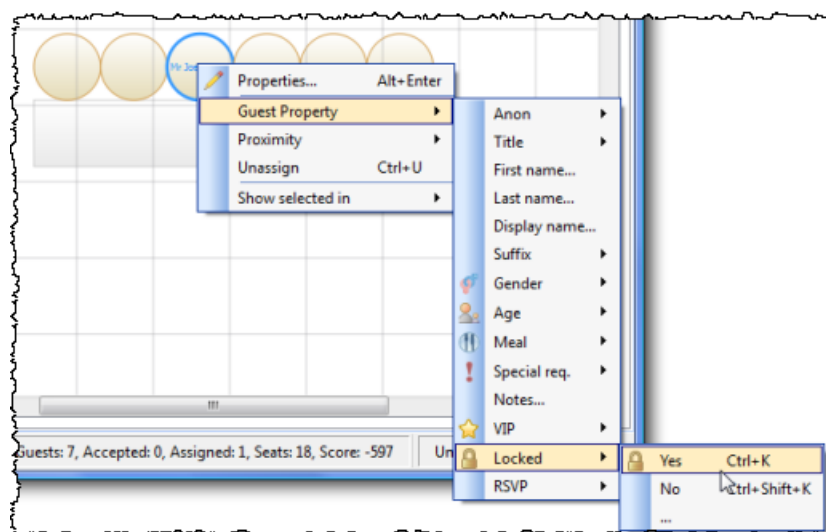 Mr Joe
Properties... Alt+Enter
Guest Property
Proximity
Unassign Ctrl+U
Show selected in
Anon
Title
First name...
Last name...
Display name...
Suffix
Gender
Age
Meal
Special req.
Notes...
VIP
Locked
RSVP
Yes Ctrl+K
No Ctrl+Shift+K
...
Guests: 7, Accepted: 0, Assigned: 1, Seats: 18, Score: -597